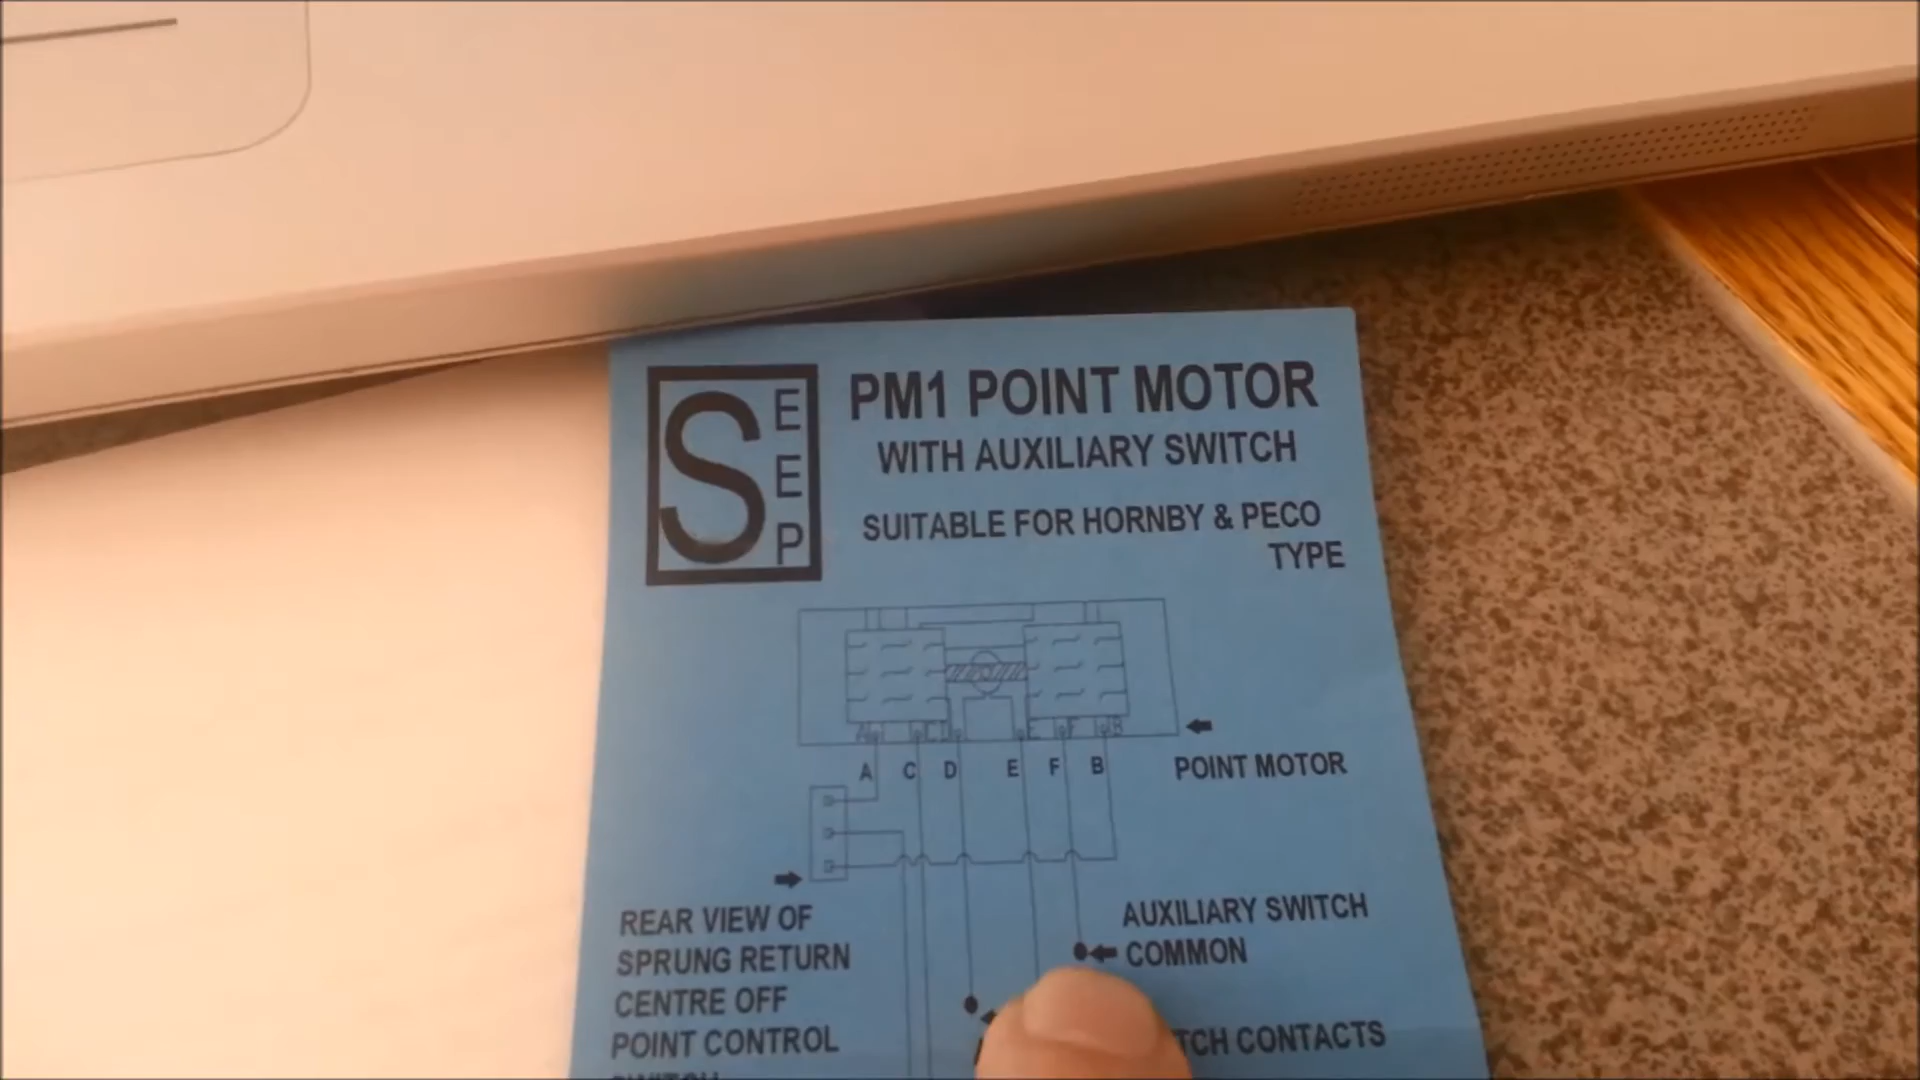 SEEP
PM1 POINT MOTOR
WITH AUXILIARY SWITCH
SUITABLE FOR HORNBY & PECO
TYPE
A C D E F B
POINT MOTOR
REAR VIEW OF
SPRUNG RETURN
CENTRE OFF
POINT CONTROL
AUXILIARY SWITCH
COMMON
CONTACTS